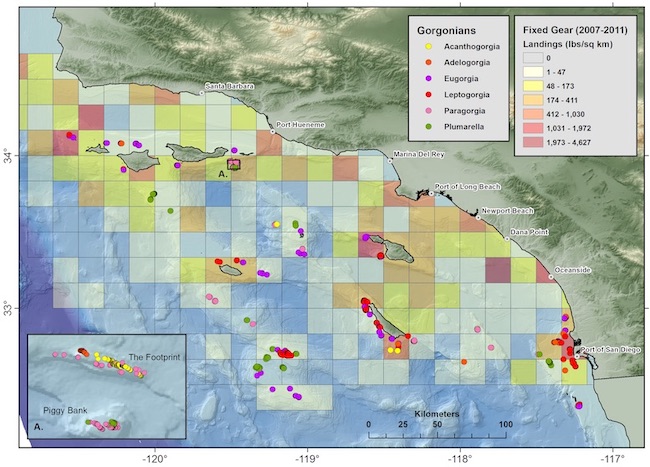 Gorgonians
Acanthogorgia
Adelogorgia
Eugorgia
Leptogorgia
Paragorgia
Plumarella
Fixed Gear (2007-2011)
Landings (lbs/sq km)
0
1 - 47
48 - 173
174 - 411
412 - 1,030
1,031 - 1,972
1,973 - 4,627
Santa Barbara
Port Hueneme
34°
Marina Del Rey
A.
Port of Long Beach
Newport Beach
Dana Point
Oceanside
33°
Port of San Diego
The Footprint
Piggy Bank
A.
Kilometers
0 25 50 100
-120° -119° -118° -117°